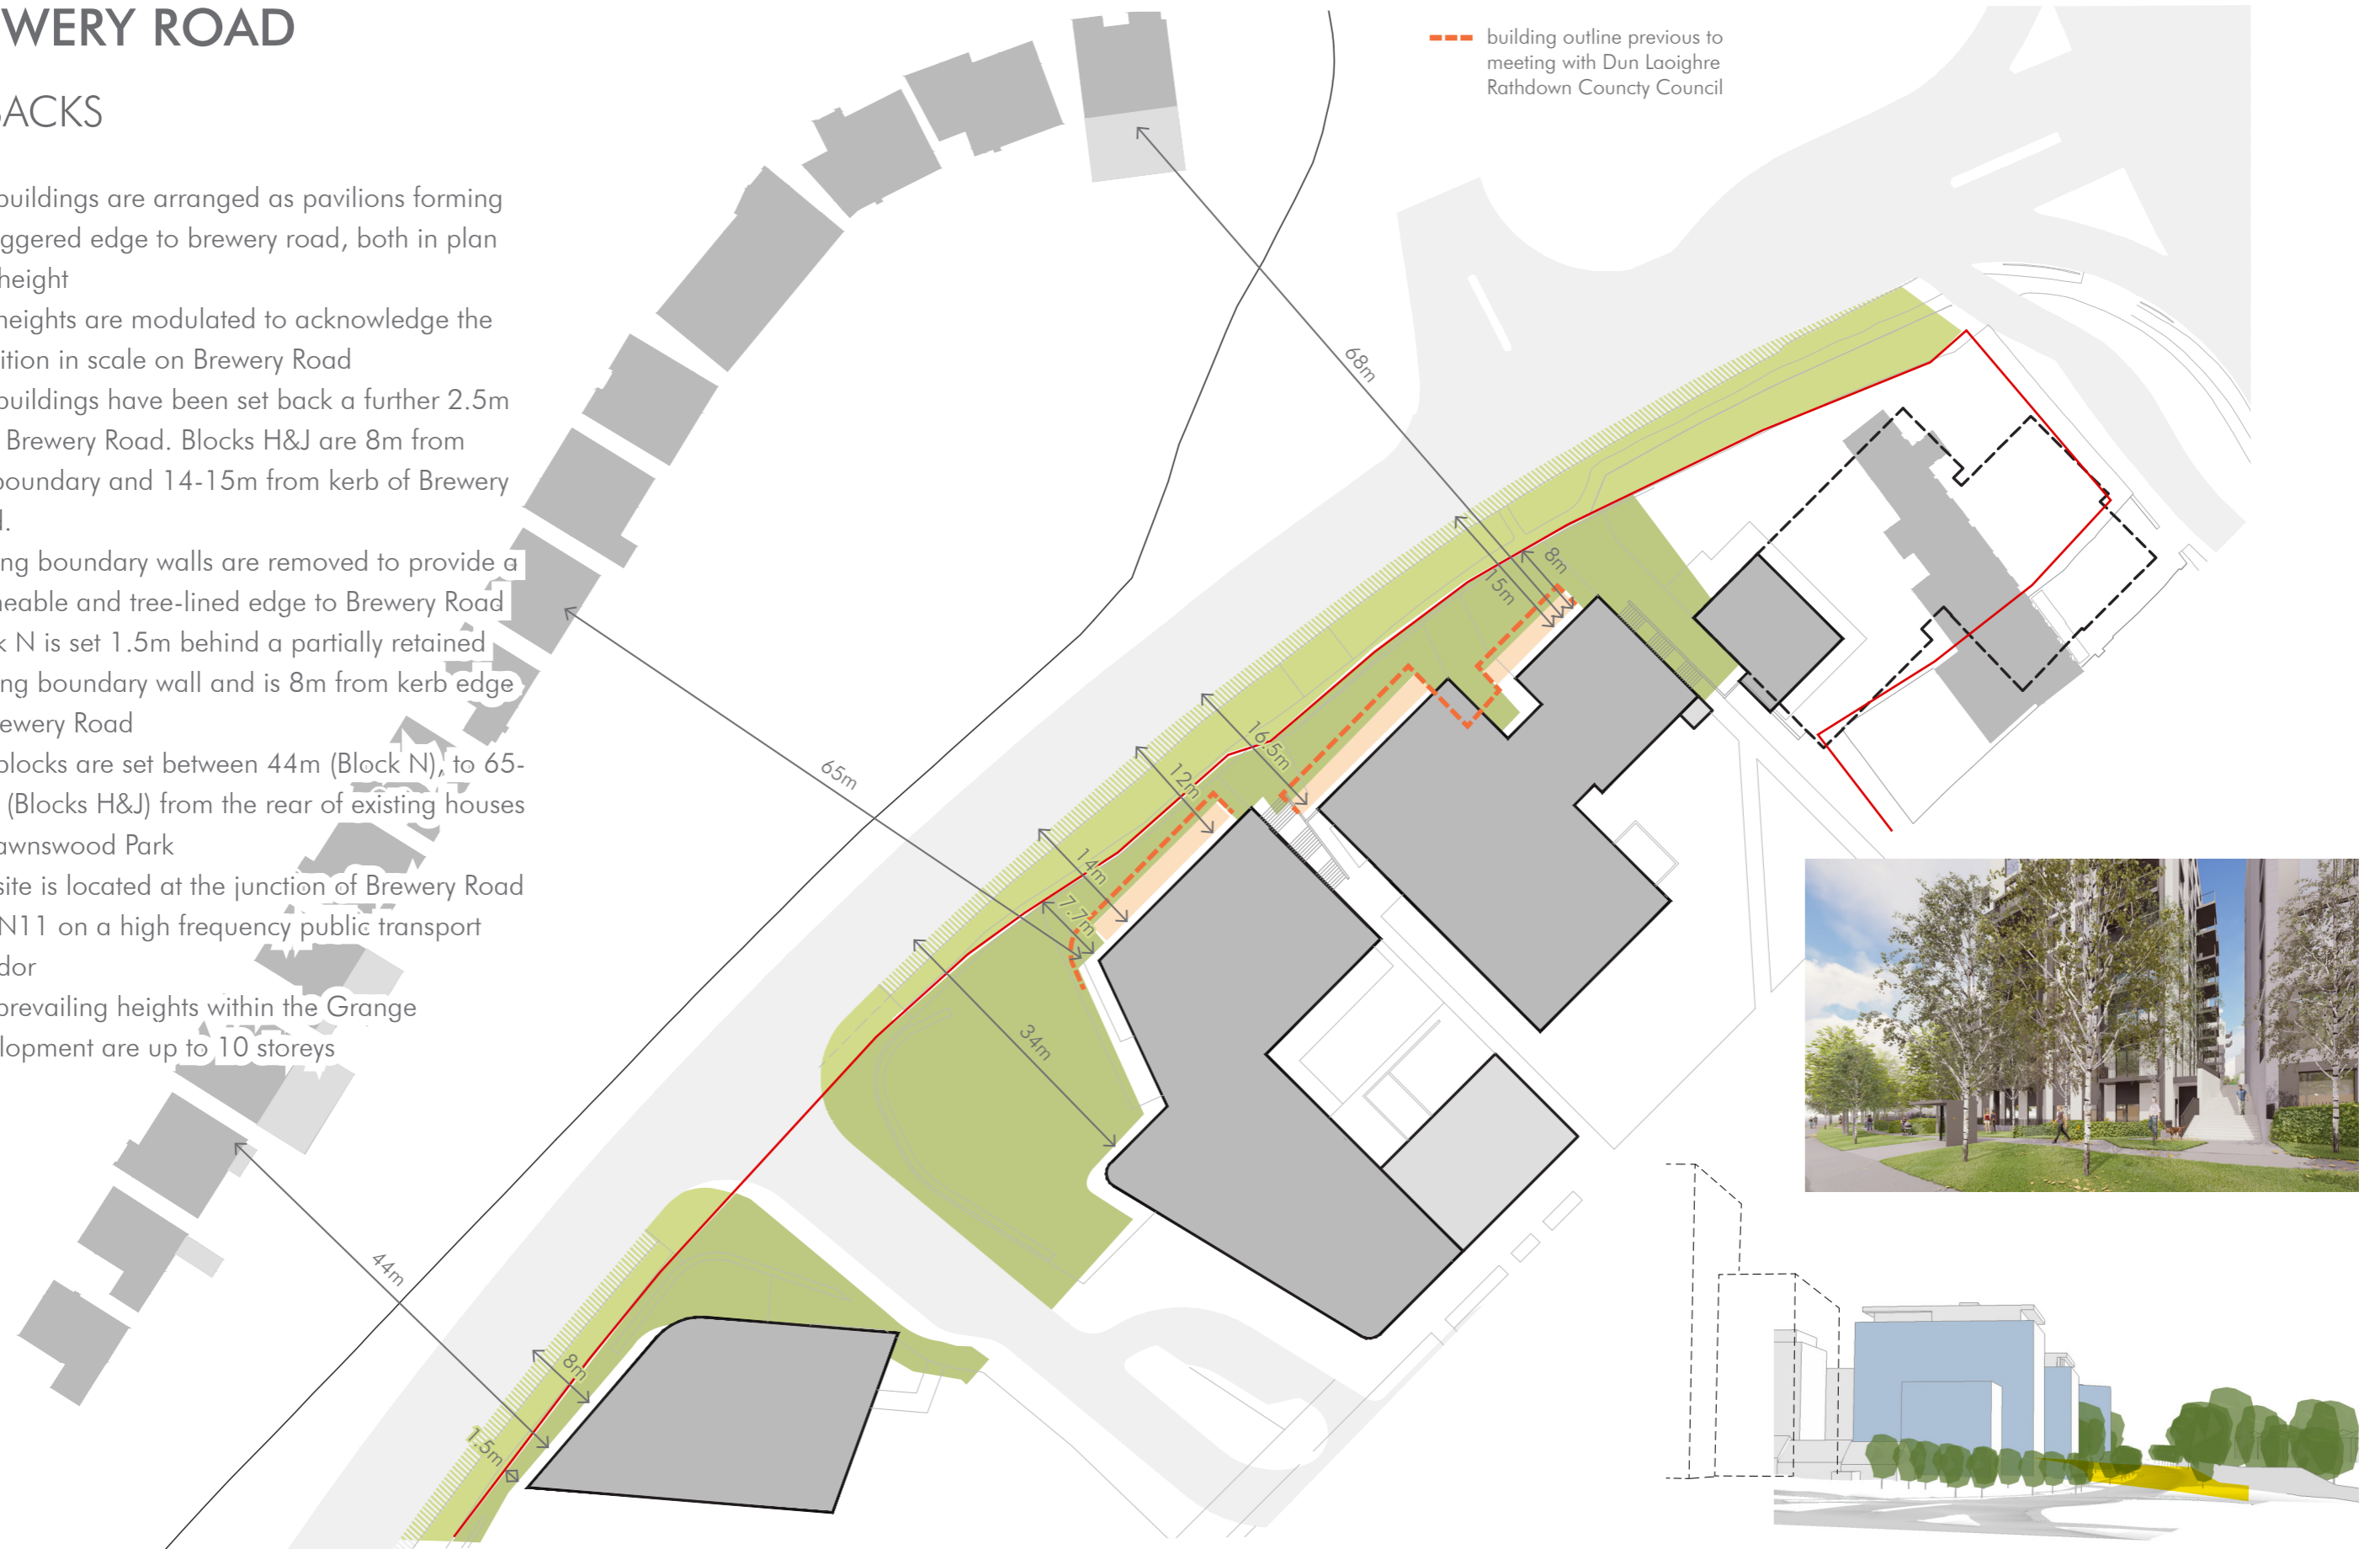 WERY ROAD
BACKS
buildings are arranged as pavilions forming
ggered edge to brewery road, both in plan
height
heights are modulated to acknowledge the
ition in scale on Brewery Road
buildings have been set back a further 2.5m
Brewery Road. Blocks H&J are 8m from
boundary and 14-15m from kerb of Brewery
d.
ng boundary walls are removed to provide a
neable and tree-lined edge to Brewery Road
k N is set 1.5m behind a partially retained
ng boundary wall and is 8m from kerb edge
ewery Road
blocks are set between 44m (Block N), to 65-
(Blocks H&J) from the rear of existing houses
awnswood Park
site is located at the junction of Brewery Road
N11 on a high frequency public transport
dor
prevailing heights within the Grange
lopment are up to 10 storeys
building outline previous to
meeting with Dun Laoighre
Rathdown Councty Council
68m
8m
15m
16.5m
12m
65m
14m
7.7m
34m
44m
8m
1.5m